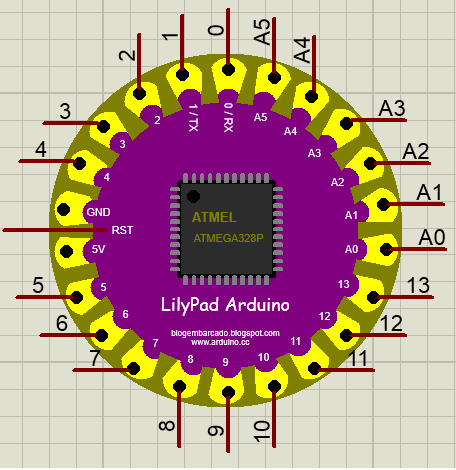 0
1
A5
2
A4
3
A3
4
A2
A1
A0
5
13
6
12
7
11
8
9
10
1 / TX
0 / RX
A5
2
A4
3
A3
4
A2
GND
A1
RST
5V
A0
5
13
6
12
7
11
8
9
10
ATMEL
ATMEGA328P
LilyPad Arduino
blogembarcado.blogspot.com
www.arduino.cc